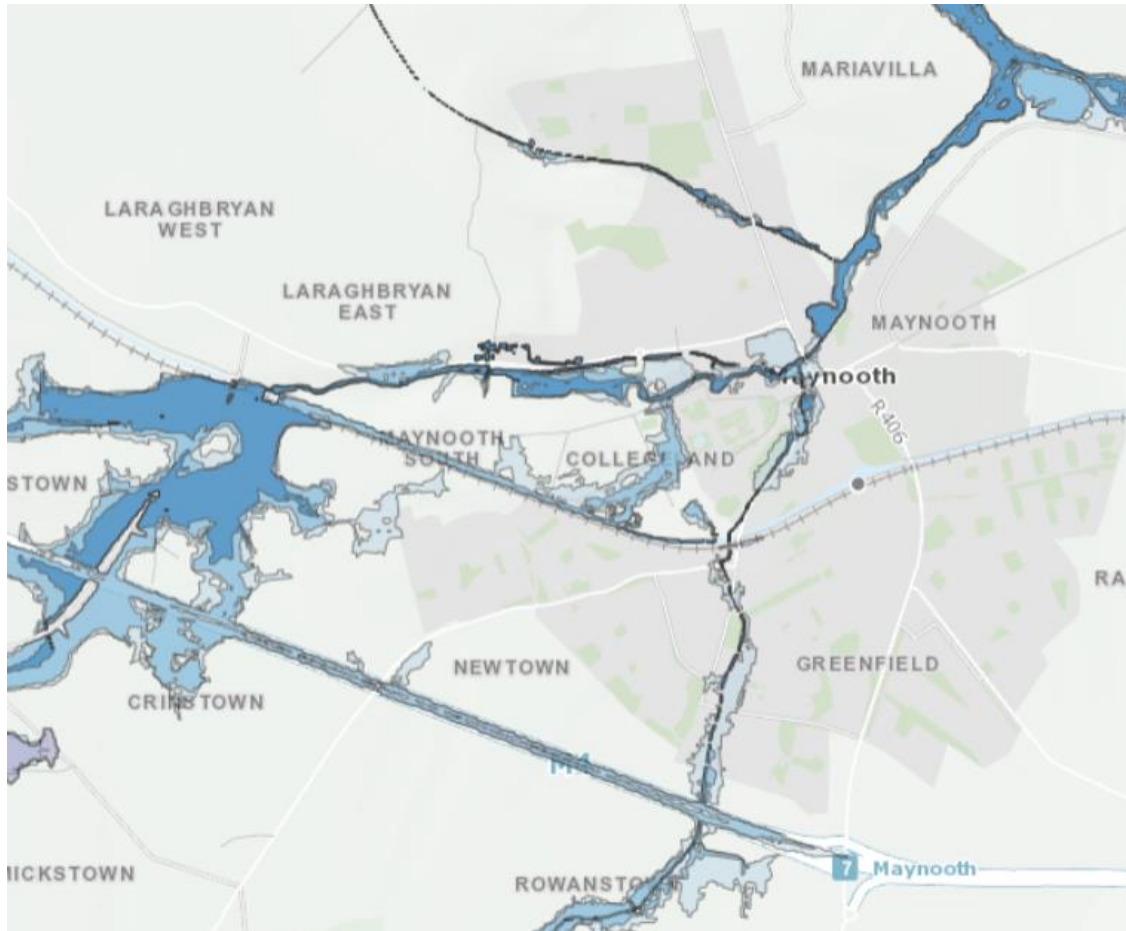 MARIAVILLA
LARAGHBRYAN
WEST
LARAGHBRYAN
EAST
MAYNOOTH
Maynooth
R406
MAYNOOTH
SOUTH
COLLEGELAND
STOWN
RA
NEWTOWN
GREENFIELD
CRINSTOWN
M4
MICKSTOWN
ROWANSTOWN
7
Maynooth